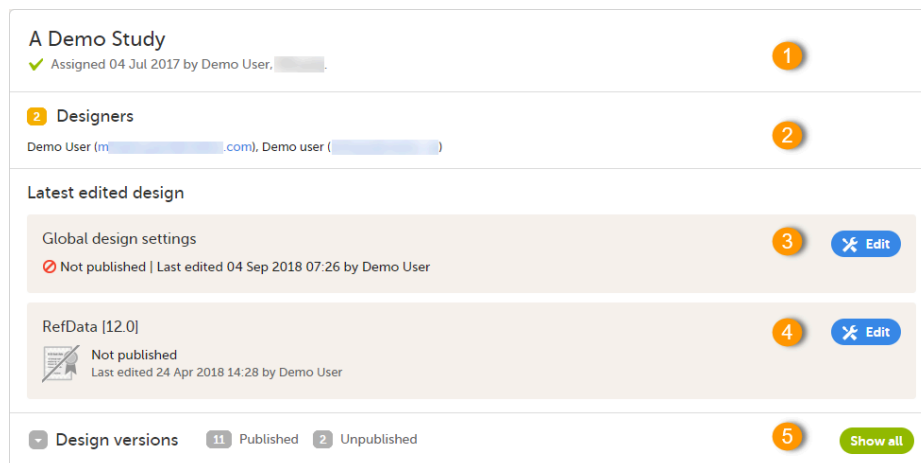 A Demo Study
1
Assigned 04 Jul 2017 by Demo User, .
2 Designers
2
Demo User (m .com), Demo user ( )
Latest edited design
Global design settings
3 Edit
Not published | Last edited 04 Sep 2018 07:26 by Demo User
RefData [12.0]
4 Edit
Not published
Last edited 24 Apr 2018 14:28 by Demo User
Design versions 11 Published 2 Unpublished 5 Show all